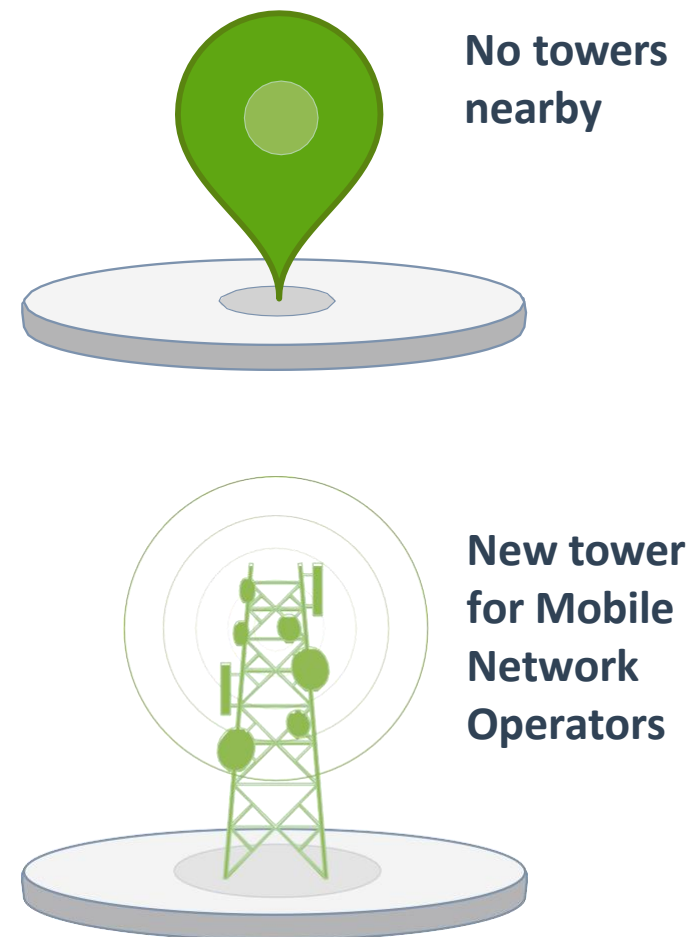 No towers
nearby
New tower
for Mobile
Network
Operators